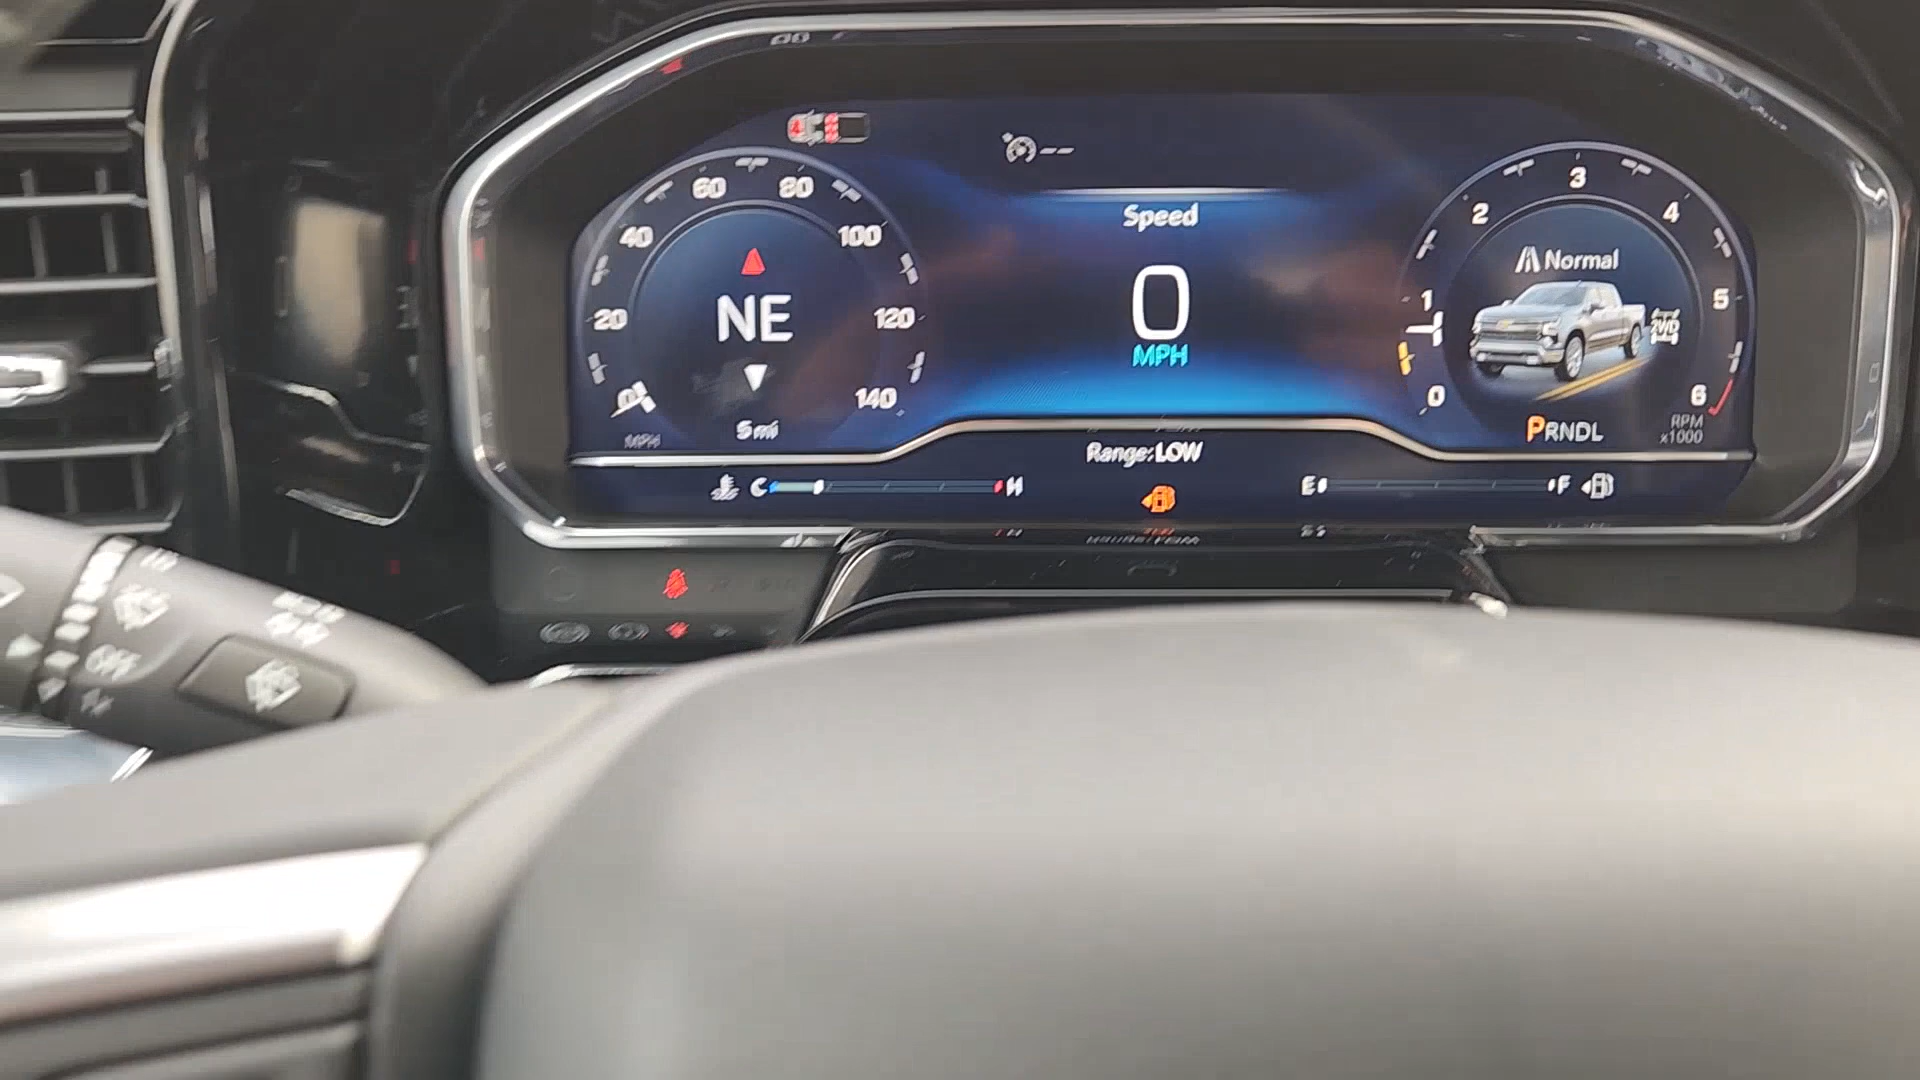 60 80
40 100
20 120
140
NE
5 mi
MPH
Speed
0
MPH
Range: LOW
C H
E F
3
2 4
1 5
0 6
Normal
2WD
PRNDL
RPM
x1000
OFF